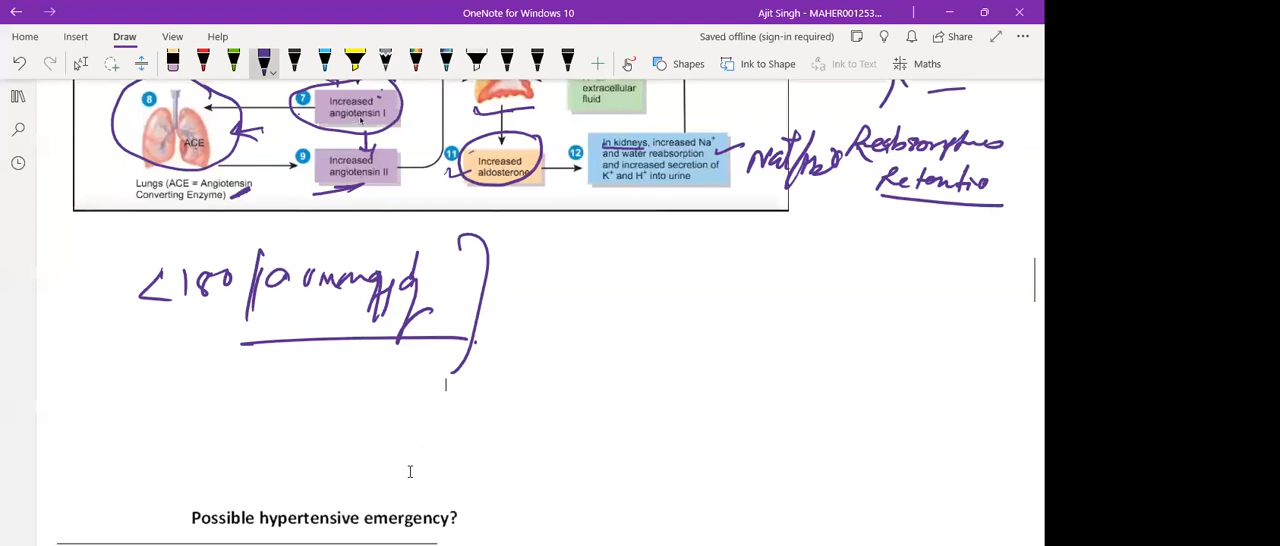 OneNote for Windows 10
Ajit Singh - MAHER001253...
Home Insert Draw View Help
Saved offline (sign-in required)
Share
Shapes
Ink to Shape
Ink to Text
Maths
extracellular
fluid
8
7
Increased
angiotensin I
ACE
9
Increased
angiotensin II
11
Increased
aldosterone
12
In kidneys, increased Na+
and water reabsorption
and increased secretion of
K+ and H+ into urine
Lungs (ACE = Angiotensin
Converting Enzyme)
Retentio
<180
Possible hypertensive emergency?